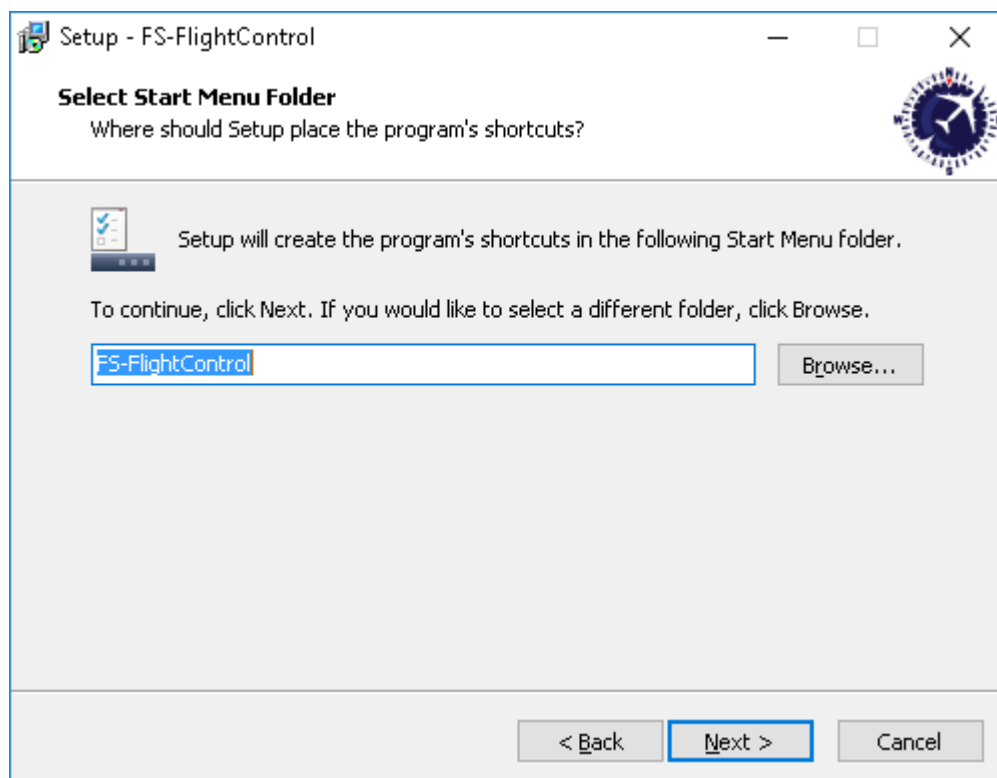 Setup - FS-FlightControl
Select Start Menu Folder
Where should Setup place the program's shortcuts?
Setup will create the program's shortcuts in the following Start Menu folder.
To continue, click Next. If you would like to select a different folder, click Browse.
FS-FlightControl
Browse...
< Back
Next >
Cancel